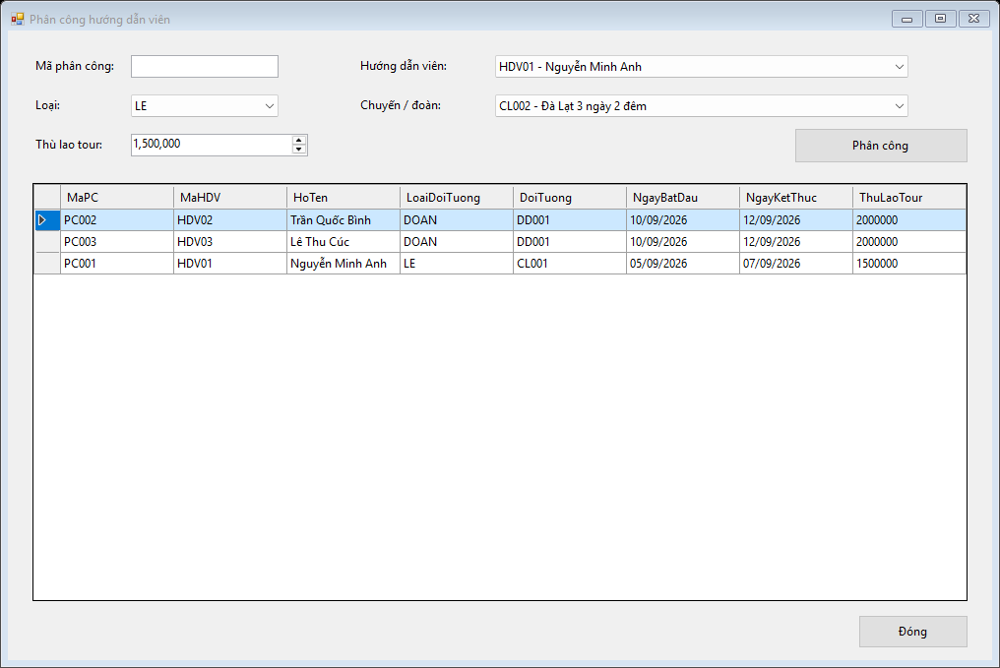 Phân công hướng dẫn viên
Mã phân công: Hướng dẫn viên: HDV01 - Nguyễn Minh Anh
Loại: LE Chuyến / đoàn: CL002 - Đà Lạt 3 ngày 2 đêm
Thù lao tour: 1,500,000 Phân công
MaPC MaHDV HoTen LoaiDoiTuong DoiTuong NgayBatDau NgayKetThuc ThuLaoTour
PC002 HDV02 Trần Quốc Bình DOAN DD001 10/09/2026 12/09/2026 2000000
PC003 HDV03 Lê Thu Cúc DOAN DD001 10/09/2026 12/09/2026 2000000
PC001 HDV01 Nguyễn Minh Anh LE CL001 05/09/2026 07/09/2026 1500000
Đóng